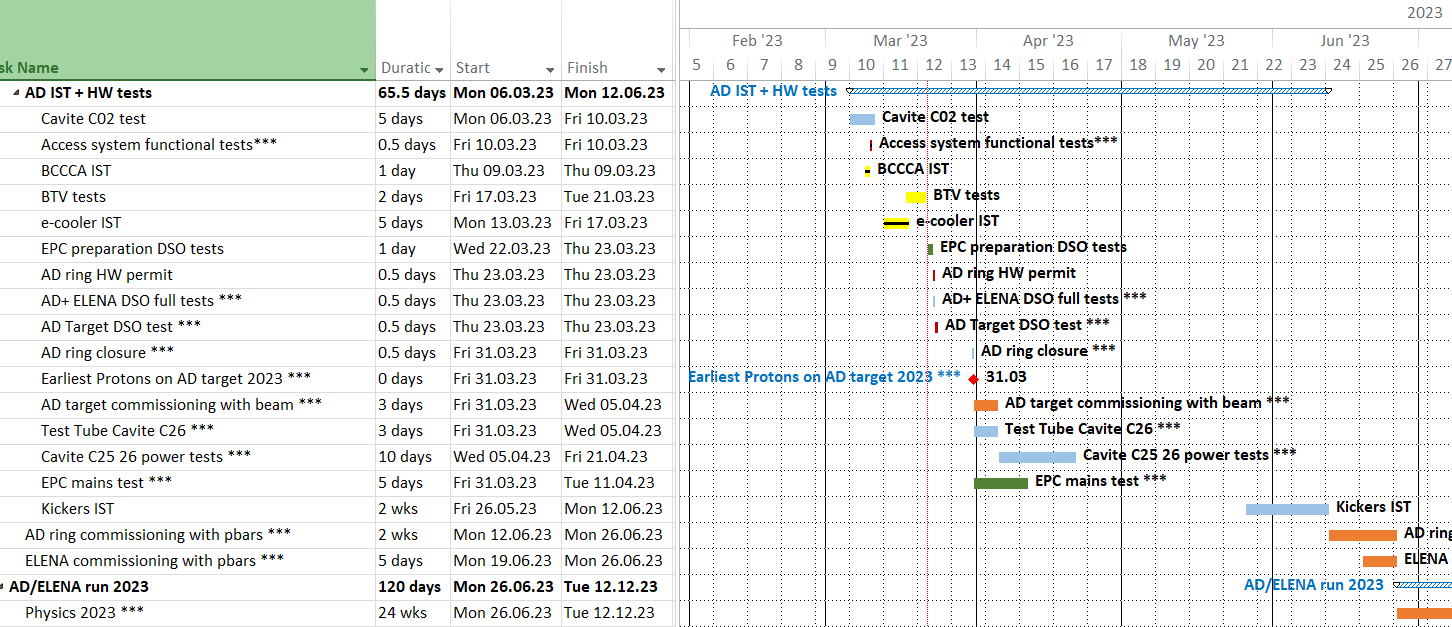 2023
Feb '23 Mar '23 Apr '23 May '23 Jun '23
sk Name Duratic Start Finish 5 6 7 8 9 10 11 12 13 14 15 16 17 18 19 20 21 22 23 24 25 26 27
AD IST + HW tests 65.5 days Mon 06.03.23 Mon 12.06.23 AD IST + HW tests
Cavite C02 test 5 days Mon 06.03.23 Fri 10.03.23 Cavite C02 test
Access system functional tests*** 0.5 days Fri 10.03.23 Fri 10.03.23 Access system functional tests***
BCCCA IST 1 day Thu 09.03.23 Thu 09.03.23 BCCCA IST
BTV tests 2 days Fri 17.03.23 Tue 21.03.23 BTV tests
e-cooler IST 5 days Mon 13.03.23 Fri 17.03.23 e-cooler IST
EPC preparation DSO tests 1 day Wed 22.03.23 Thu 23.03.23 EPC preparation DSO tests
AD ring HW permit 0.5 days Thu 23.03.23 Thu 23.03.23 AD ring HW permit
AD+ ELENA DSO full tests *** 0.5 days Thu 23.03.23 Thu 23.03.23 AD+ ELENA DSO full tests ***
AD Target DSO test *** 0.5 days Thu 23.03.23 Thu 23.03.23 AD Target DSO test ***
AD ring closure *** 0.5 days Fri 31.03.23 Fri 31.03.23 AD ring closure ***
Earliest Protons on AD target 2023 *** 0 days Fri 31.03.23 Fri 31.03.23 Earliest Protons on AD target 2023 *** 31.03
AD target commissioning with beam *** 3 days Fri 31.03.23 Wed 05.04.23 AD target commissioning with beam ***
Test Tube Cavite C26 *** 3 days Fri 31.03.23 Wed 05.04.23 Test Tube Cavite C26 ***
Cavite C25 26 power tests *** 10 days Wed 05.04.23 Fri 21.04.23 Cavite C25 26 power tests ***
EPC mains test *** 5 days Fri 31.03.23 Tue 11.04.23 EPC mains test ***
Kickers IST 2 wks Fri 26.05.23 Mon 12.06.23 Kickers IST
AD ring commissioning with pbars *** 2 wks Mon 12.06.23 Mon 26.06.23 AD ring
ELENA commissioning with pbars *** 5 days Mon 19.06.23 Mon 26.06.23 ELENA
AD/ELENA run 2023 120 days Mon 26.06.23 Tue 12.12.23 AD/ELENA run 2023
Physics 2023 *** 24 wks Mon 26.06.23 Tue 12.12.23